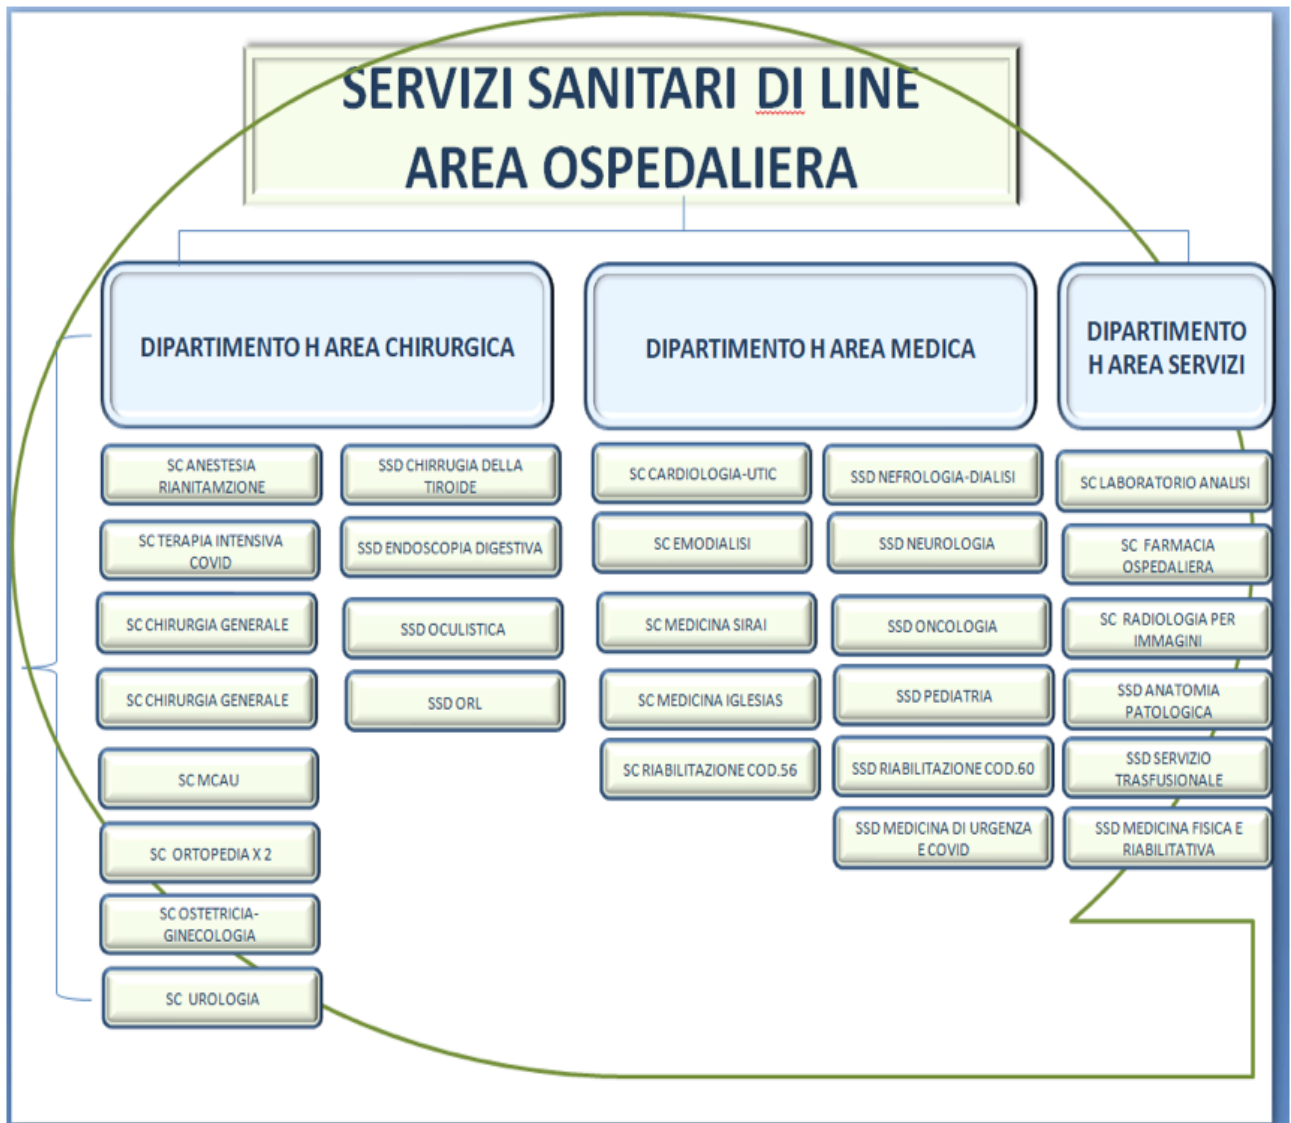 SERVIZI SANITARI DI LINE
AREA OSPEDALIERA
DIPARTIMENTO H AREA CHIRURGICA
SC ANESTESIA
RIANITAMZIONE
SC TERAPIA INTENSIVA
COVID
SC CHIRURGIA GENERALE
SC CHIRURGIA GENERALE
SC MCAU
SC ORTOPEDIA X 2
SC OSTETRICIA-
GINECOLOGIA
SC UROLOGIA
SSD CHIRRUGIA DELLA
TIROIDE
SSD ENDOSCOPIA DIGESTIVA
SSD OCULISTICA
SSD ORL
DIPARTIMENTO H AREA MEDICA
SC CARDIOLOGIA-UTIC
SC EMODIALISI
SC MEDICINA SIRAI
SC MEDICINA IGLESIAS
SC RIABILITAZIONE COD.56
SSD NEFROLOGIA-DIALISI
SSD NEUROLOGIA
SSD ONCOLOGIA
SSD PEDIATRIA
SSD RIABILITAZIONE COD.60
SSD MEDICINA DI URGENZA
E COVID
DIPARTIMENTO
H AREA SERVIZI
SC LABORATORIO ANALISI
SC FARMACIA
OSPEDALIERA
SC RADIOLOGIA PER
IMMAGINI
SSD ANATOMIA
PATOLOGICA
SSD SERVIZIO
TRASFUSIONALE
SSD MEDICINA FISICA E
RIABILITATIVA